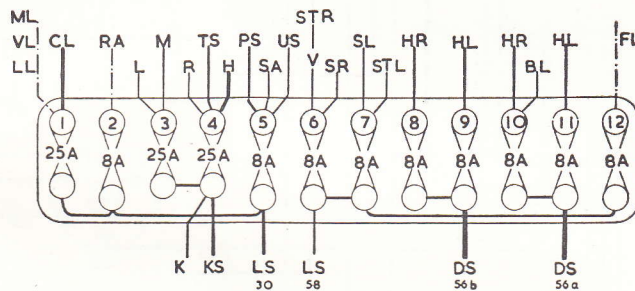 ML STR
VL CL RA M TS PS US V SL HR HL HR HL FL
LL L R H SA SR STL BL
1 2 3 4 5 6 7 8 9 10 11 12
25A 8A 25A 25A 8A 8A 8A 8A 8A 8A 8A 8A
K KS LS LS DS DS
30 58 56b 56a